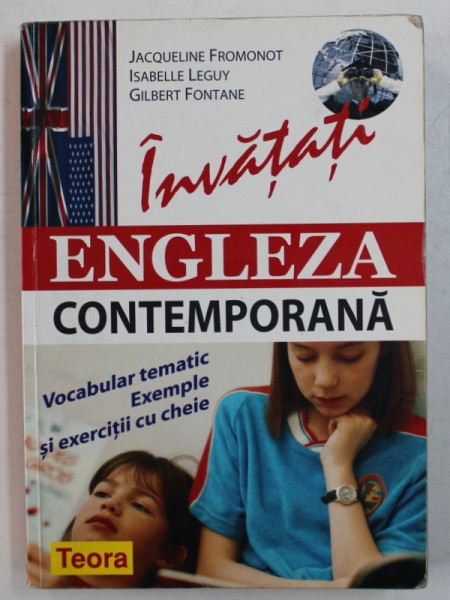 JACQUELINE FROMONOT
ISABELLE LEGUY
GILBERT FONTANE
Învățați
ENGLEZA
CONTEMPORANĂ
Vocabular tematic
Exemple
și exerciții cu cheie
Teora